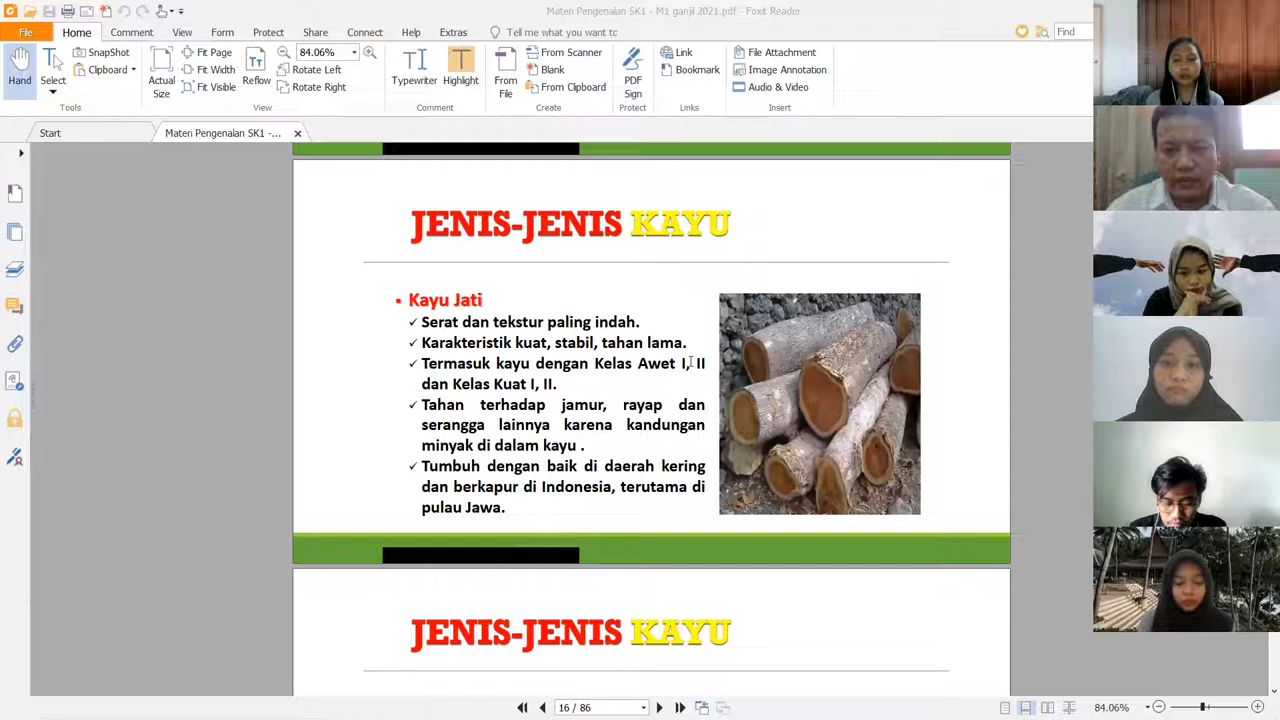 Materi Pengenalan SK1 - M1 ganjil 2021.pdf - Foxit Reader
File Home Comment View Form Protect Share Connect Help Extras Tell me what you want to... Find
Hand
Select
SnapShot
Clipboard
Tools
Actual Size
Fit Page
Fit Width
Fit Visible
Reflow
84.06%
Rotate Left
Rotate Right
View
Typewriter
Highlight
Comment
From File
From Scanner
Blank
From Clipboard
Create
PDF Sign
Protect
Link
Bookmark
Links
File Attachment
Image Annotation
Audio & Video
Insert
Start
Materi Pengenalan SK1 -...
JENIS-JENIS KAYU
▪ Kayu Jati
✓ Serat dan tekstur paling indah.
✓ Karakteristik kuat, stabil, tahan lama.
✓ Termasuk kayu dengan Kelas Awet I, II
dan Kelas Kuat I, II.
✓ Tahan terhadap jamur, rayap dan
serangga lainnya karena kandungan
minyak di dalam kayu .
✓ Tumbuh dengan baik di daerah kering
dan berkapur di Indonesia, terutama di
pulau Jawa.
JENIS-JENIS KAYU
16 / 86
84.06%